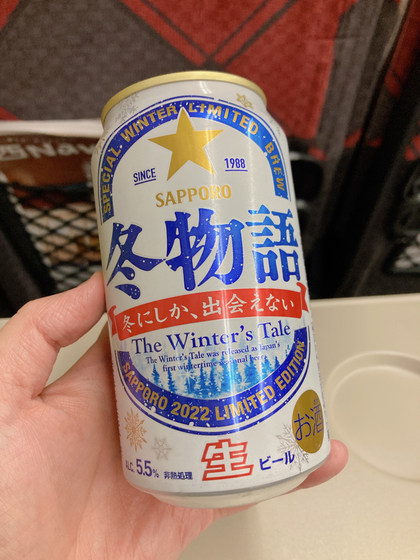 SPECIAL WINTER LIMITED BREW
SINCE 1988
SAPPORO
冬物語
冬にしか、出会えない
The Winter's Tale
The Winter's Tale was released as Japan's
first wintertime seasonal beer.
SAPPORO 2022 LIMITED EDITION
お酒
ALC. 5.5% 非熱処理
生ビール
Nav